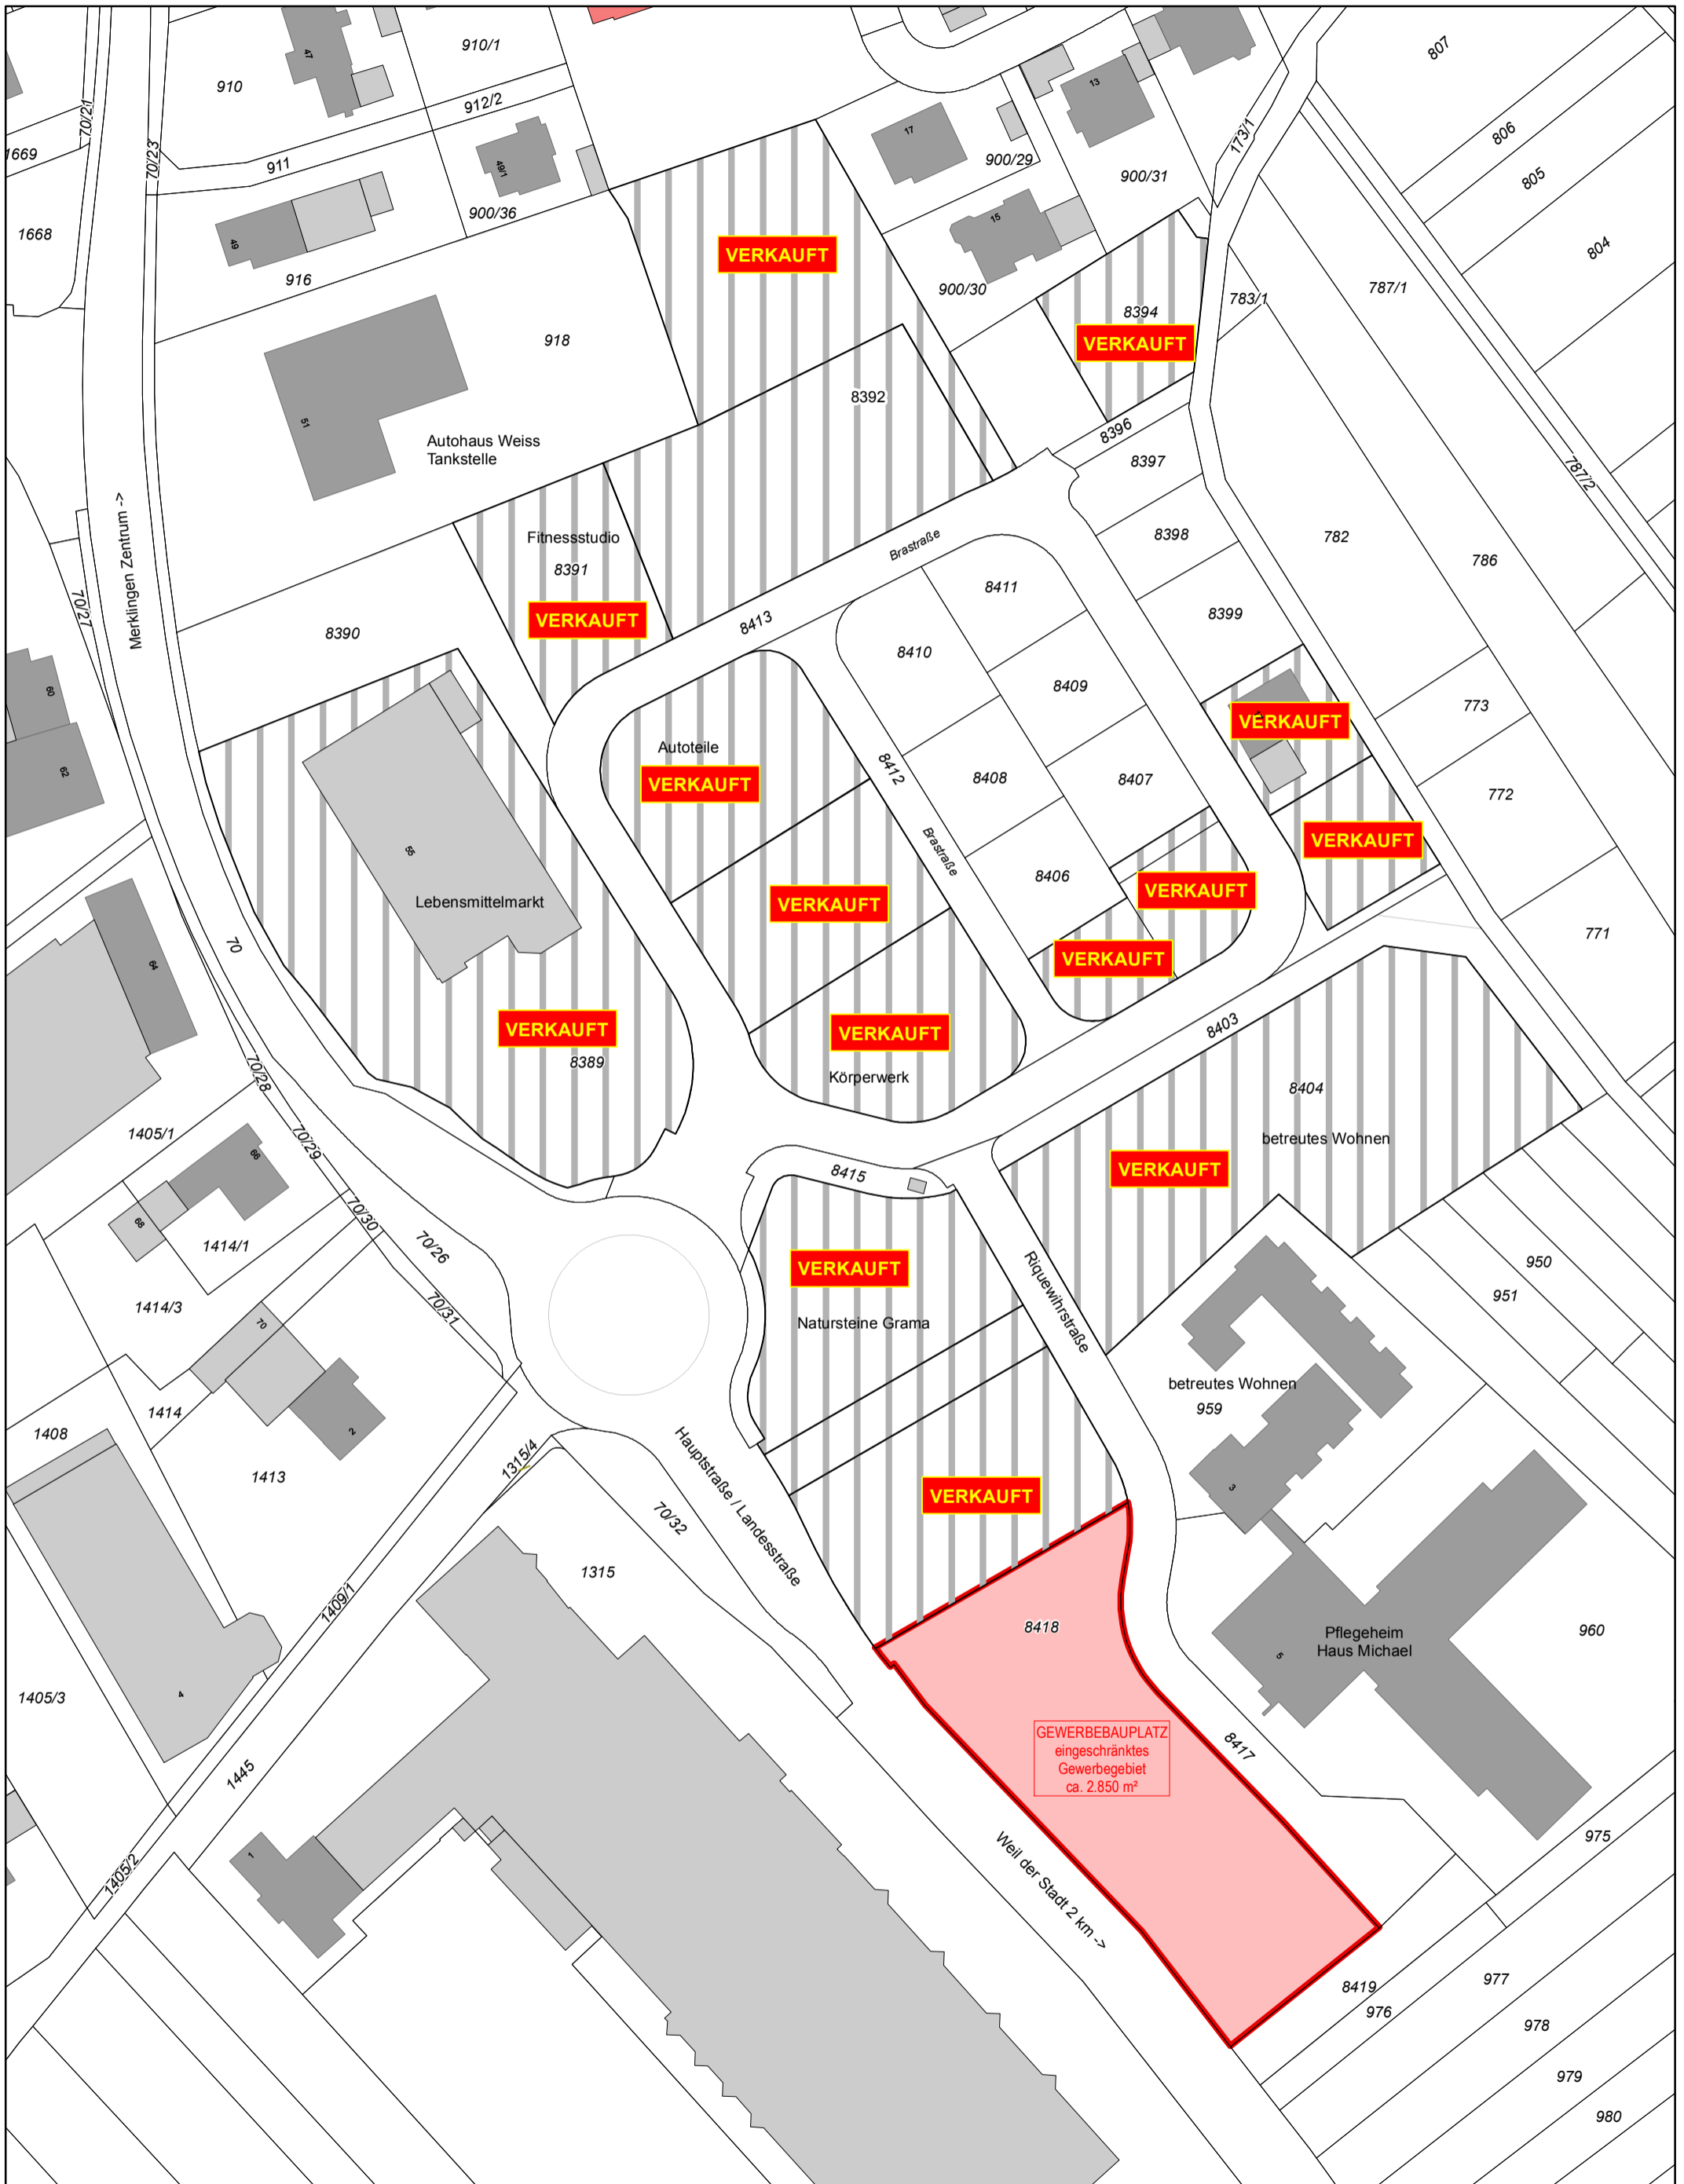 807
910/1
47
910
806
13
912/2
70/21
17
173/1
1669
70/23
911
900/29
49/1
805
900/31
900/36
15
1668
49
804
VERKAUFT
916
900/30
787/1
783/1
8394
918
VERKAUFT
8392
51
8396
Autohaus Weiss
Tankstelle
8397
787/2
Merklingen Zentrum ->
Fitnessstudio
8391
Brastraße
8398
782
786
8411
70/27
VERKAUFT
8413
8399
8390
8410
60
8409
773
VERKAUFT
Autoteile
62
8412
VERKAUFT
8408
8407
772
55
VERKAUFT
Brastraße
8406
VERKAUFT
Lebensmittelmarkt
VERKAUFT
771
70
64
VERKAUFT
VERKAUFT
8403
VERKAUFT
8389
70/28
Körperwerk
8404
1405/1
70/29
betreutes Wohnen
66
8415
VERKAUFT
68
70/30
1414/1
70/26
VERKAUFT
950
Riquewihrstraße
951
1414/3
70/31
70
Natursteine Grama
betreutes Wohnen
959
1414
1408
2
1315/4
1413
Hauptstraße / Landesstraße
3
VERKAUFT
70/32
1315
1409/1
8418
Pflegeheim
Haus Michael
960
5
1405/3
4
GEWERBEBAUPLATZ
eingeschränktes
Gewerbegebiet
ca. 2.850 m²
8417
1445
975
1
1405/2
Weil der Stadt 2 km ->
8419
977
976
978
979
980